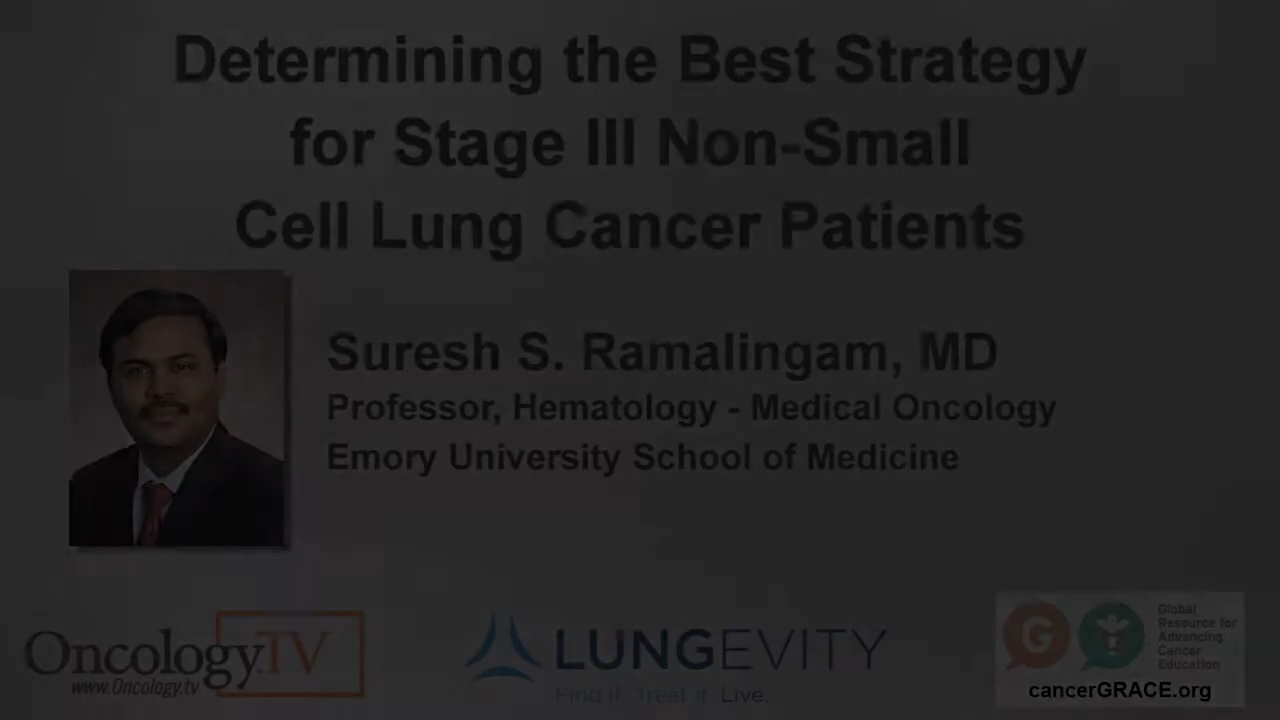 Determining the Best Strategy
for Stage III Non-Small
Cell Lung Cancer Patients
Suresh S. Ramalingam, MD
Professor, Hematology - Medical Oncology
Emory University School of Medicine
Oncology.TV
www.Oncology.tv
LUNGEVITY
Find it. Treat it. Live.
G
Global
Resource for
Advancing
Cancer
Education
cancerGRACE.org